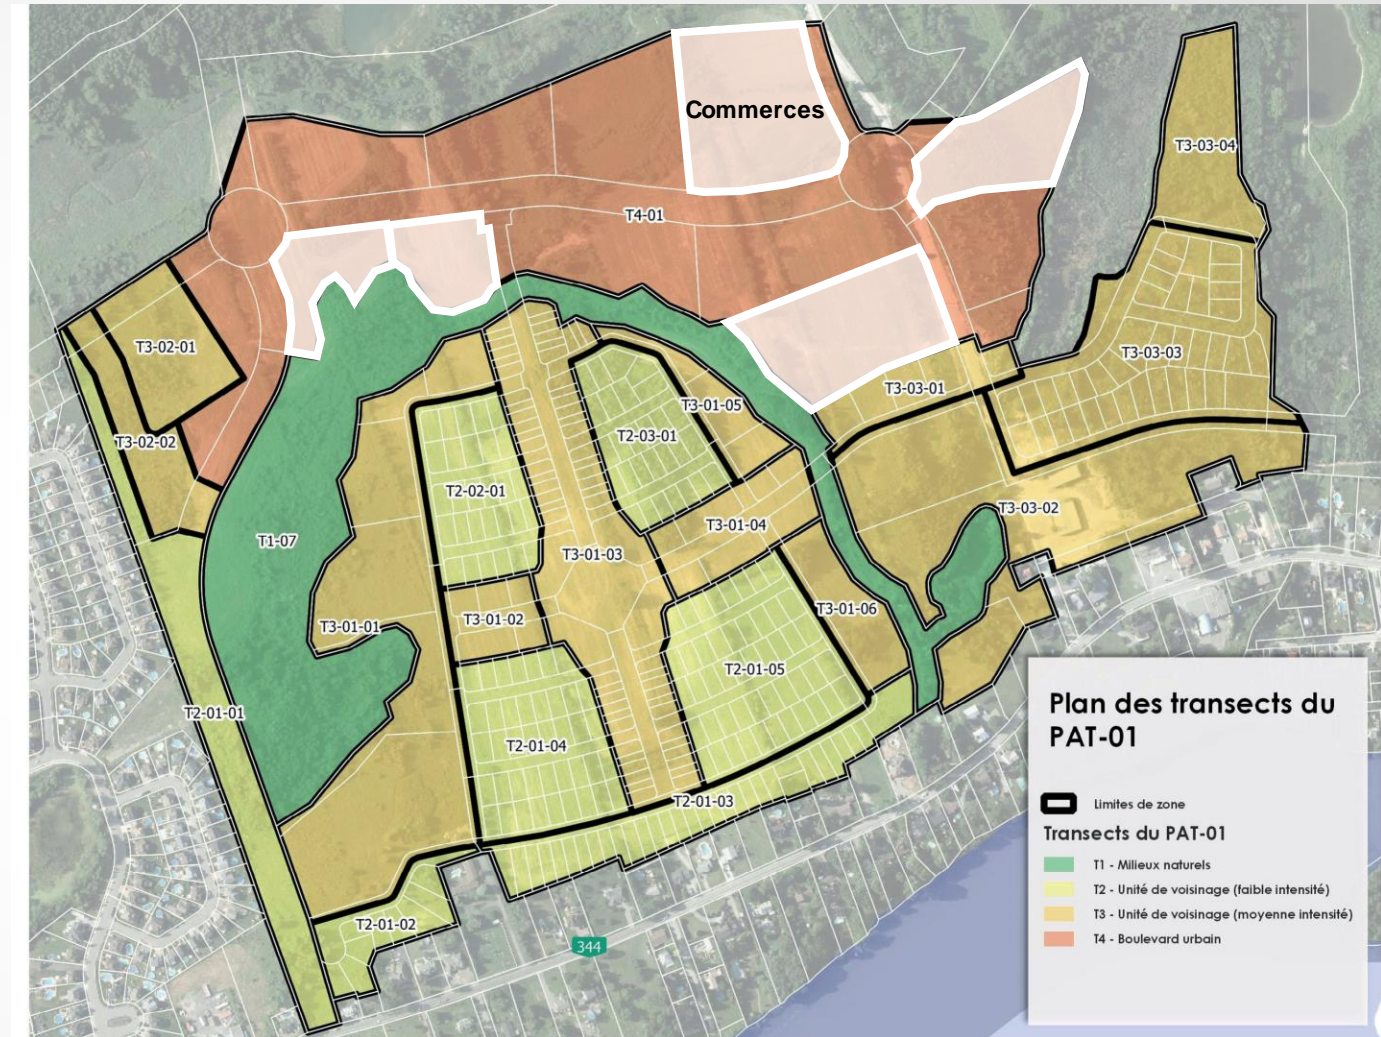 Commerces
T3-03-04
T4-01
T3-02-01
T3-03-03
T3-03-01
T3-01-05
T2-03-01
T3-02-02
T2-02-01
T3-03-02
T3-01-04
T1-07
T3-01-03
T3-01-06
T3-01-02
T3-01-01
T2-01-05
T2-01-01
T2-01-04
T2-01-03
T2-01-02
344
Plan des transects du
PAT-01
Limites de zone
Transects du PAT-01
T1 - Milieux naturels
T2 - Unité de voisinage (faible intensité)
T3 - Unité de voisinage (moyenne intensité)
T4 - Boulevard urbain